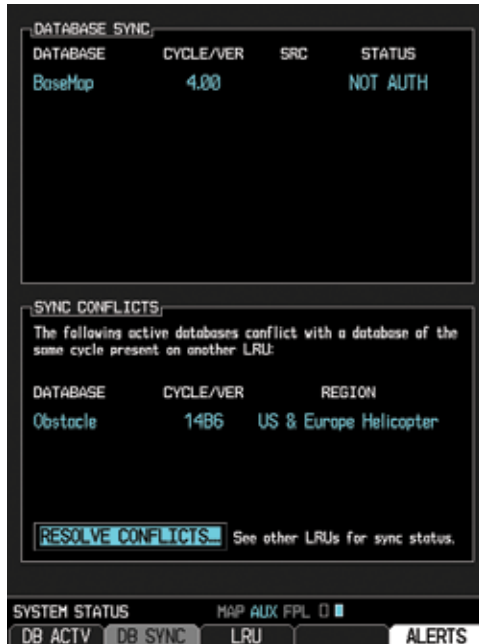 DATABASE SYNC
DATABASE CYCLE/VER SRC STATUS
BaseMap 4.00 NOT AUTH
SYNC CONFLICTS
The following active databases conflict with a database of the
same cycle present on another LRU:
DATABASE CYCLE/VER REGION
Obstacle 14B6 US & Europe Helicopter
RESOLVE CONFLICTS... See other LRUs for sync status.
SYSTEM STATUS MAP AUX FPL
DB ACTV DB SYNC LRU ALERTS